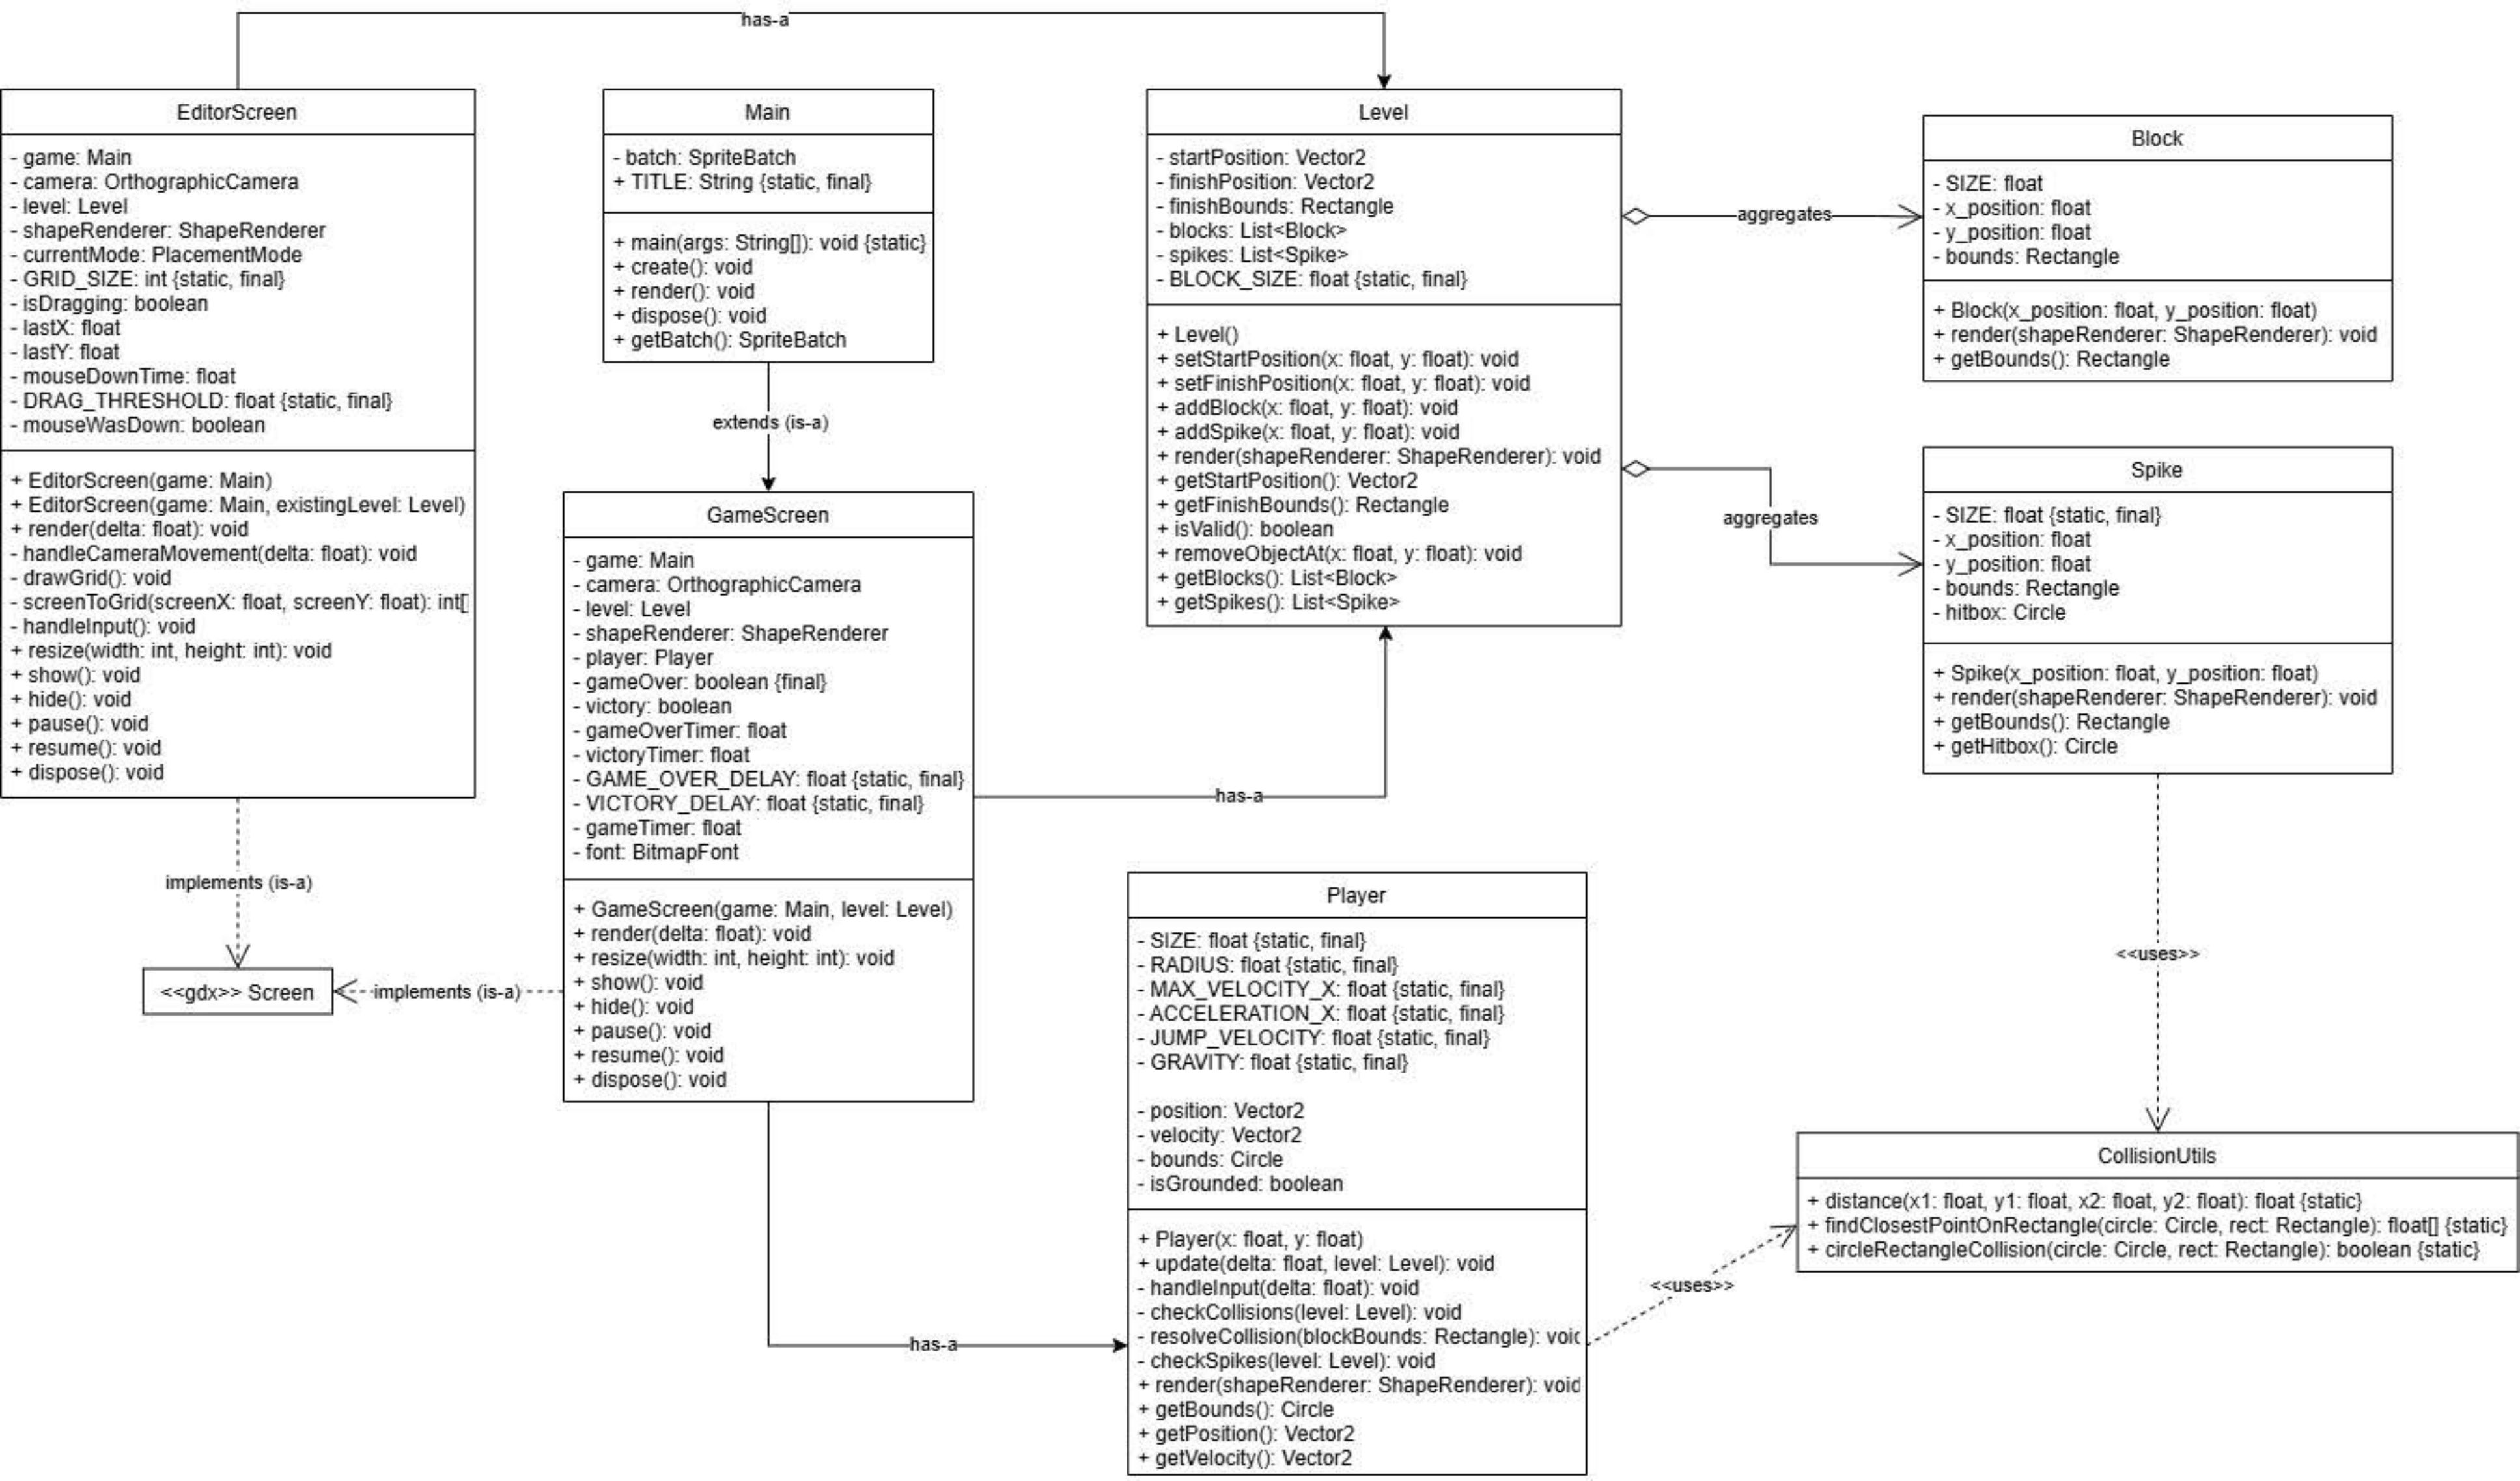 has-a
EditorScreen
- game: Main
- camera: OrthographicCamera
- level: Level
- shapeRenderer: ShapeRenderer
- currentMode: PlacementMode
- GRID_SIZE: int {static, final}
- isDragging: boolean
- lastX: float
- lastY: float
- mouseDownTime: float
- DRAG_THRESHOLD: float {static, final}
- mouseWasDown: boolean
+ EditorScreen(game: Main)
+ EditorScreen(game: Main, existingLevel: Level)
+ render(delta: float): void
- handleCameraMovement(delta: float): void
- drawGrid(): void
- screenToGrid(screenX: float, screenY: float): int[
- handleInput(): void
+ resize(width: int, height: int): void
+ show(): void
+ hide(): void
+ pause(): void
+ resume(): void
+ dispose(): void
implements (is-a)
<<gdx>> Screen
implements (is-a)
Main
- batch: SpriteBatch
+ TITLE: String {static, final}
+ main(args: String[]): void {static}
+ create(): void
+ render(): void
+ dispose(): void
+ getBatch(): SpriteBatch
extends (is-a)
GameScreen
- game: Main
- camera: OrthographicCamera
- level: Level
- shapeRenderer: ShapeRenderer
- player: Player
- gameOver: boolean {final}
- victory: boolean
- gameOverTimer: float
- victoryTimer: float
- GAME_OVER_DELAY: float {static, final}
- VICTORY_DELAY: float {static, final}
- gameTimer: float
- font: BitmapFont
+ GameScreen(game: Main, level: Level)
+ render(delta: float): void
+ resize(width: int, height: int): void
+ show(): void
+ hide(): void
+ pause(): void
+ resume(): void
+ dispose(): void
has-a
has-a
Level
- startPosition: Vector2
- finishPosition: Vector2
- finishBounds: Rectangle
- blocks: List<Block>
- spikes: List<Spike>
- BLOCK_SIZE: float {static, final}
+ Level()
+ setStartPosition(x: float, y: float): void
+ setFinishPosition(x: float, y: float): void
+ addBlock(x: float, y: float): void
+ addSpike(x: float, y: float): void
+ render(shapeRenderer: ShapeRenderer): void
+ getStartPosition(): Vector2
+ getFinishBounds(): Rectangle
+ isValid(): boolean
+ removeObjectAt(x: float, y: float): void
+ getBlocks(): List<Block>
+ getSpikes(): List<Spike>
aggregates
aggregates
Block
- SIZE: float
- x_position: float
- y_position: float
- bounds: Rectangle
+ Block(x_position: float, y_position: float)
+ render(shapeRenderer: ShapeRenderer): void
+ getBounds(): Rectangle
Spike
- SIZE: float {static, final}
- x_position: float
- y_position: float
- bounds: Rectangle
- hitbox: Circle
+ Spike(x_position: float, y_position: float)
+ render(shapeRenderer: ShapeRenderer): void
+ getBounds(): Rectangle
+ getHitbox(): Circle
<<uses>>
Player
- SIZE: float {static, final}
- RADIUS: float {static, final}
- MAX_VELOCITY_X: float {static, final}
- ACCELERATION_X: float {static, final}
- JUMP_VELOCITY: float {static, final}
- GRAVITY: float {static, final}
- position: Vector2
- velocity: Vector2
- bounds: Circle
- isGrounded: boolean
+ Player(x: float, y: float)
+ update(delta: float, level: Level): void
- handleInput(delta: float): void
- checkCollisions(level: Level): void
- resolveCollision(blockBounds: Rectangle): void
- checkSpikes(level: Level): void
+ render(shapeRenderer: ShapeRenderer): void
+ getBounds(): Circle
+ getPosition(): Vector2
+ getVelocity(): Vector2
<<uses>>
CollisionUtils
+ distance(x1: float, y1: float, x2: float, y2: float): float {static}
+ findClosestPointOnRectangle(circle: Circle, rect: Rectangle): float[] {static}
+ circleRectangleCollision(circle: Circle, rect: Rectangle): boolean {static}